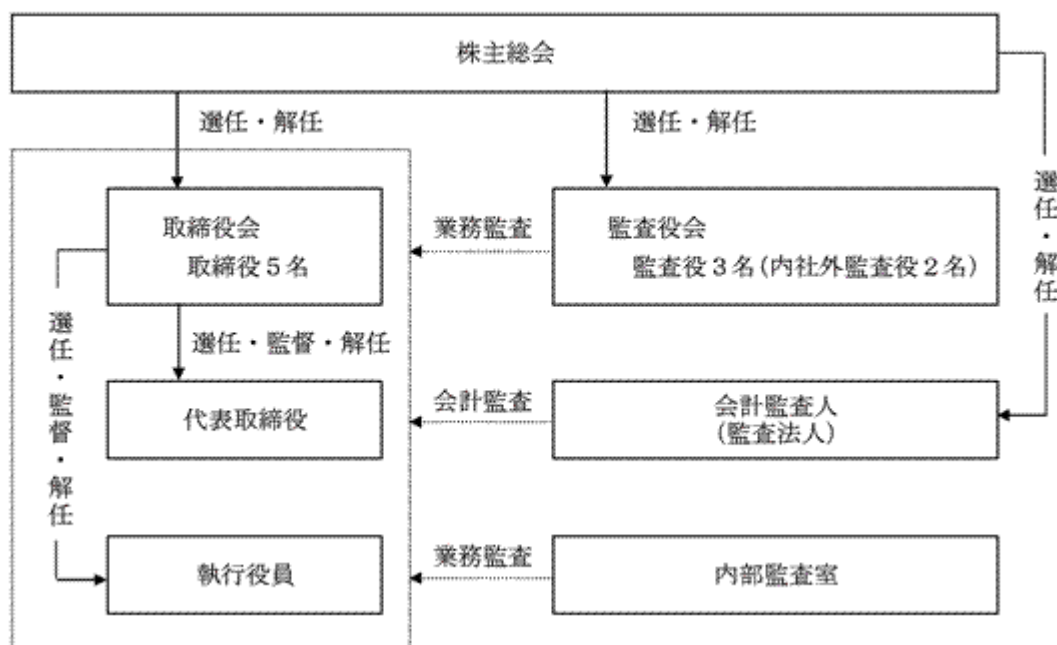 株主総会
選任・解任
選任・解任
選任・解任
取締役会
取締役5名
業務監査
監査役会
監査役3名(内社外監査役2名)
選任・監督・解任
選任・監督・解任
代表取締役
会計監査
会計監査人
(監査法人)
執行役員
業務監査
内部監査室